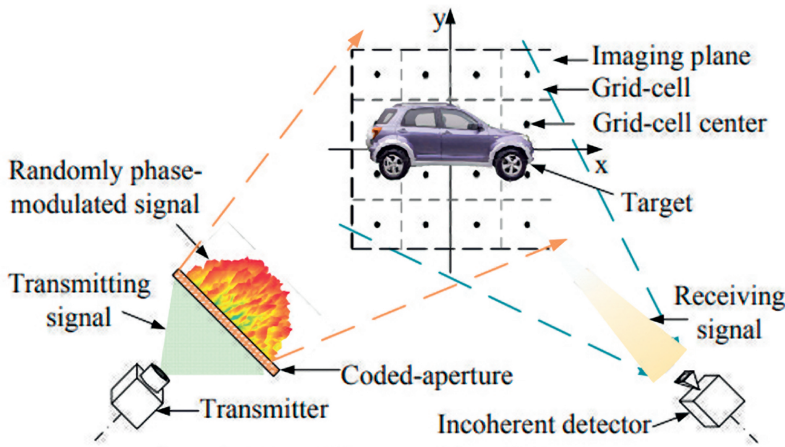 y
Imaging plane
Grid-cell
Grid-cell center
x
Target
Randomly phase-
modulated signal
Transmitting
signal
Receiving
signal
Coded-aperture
Transmitter
Incoherent detector